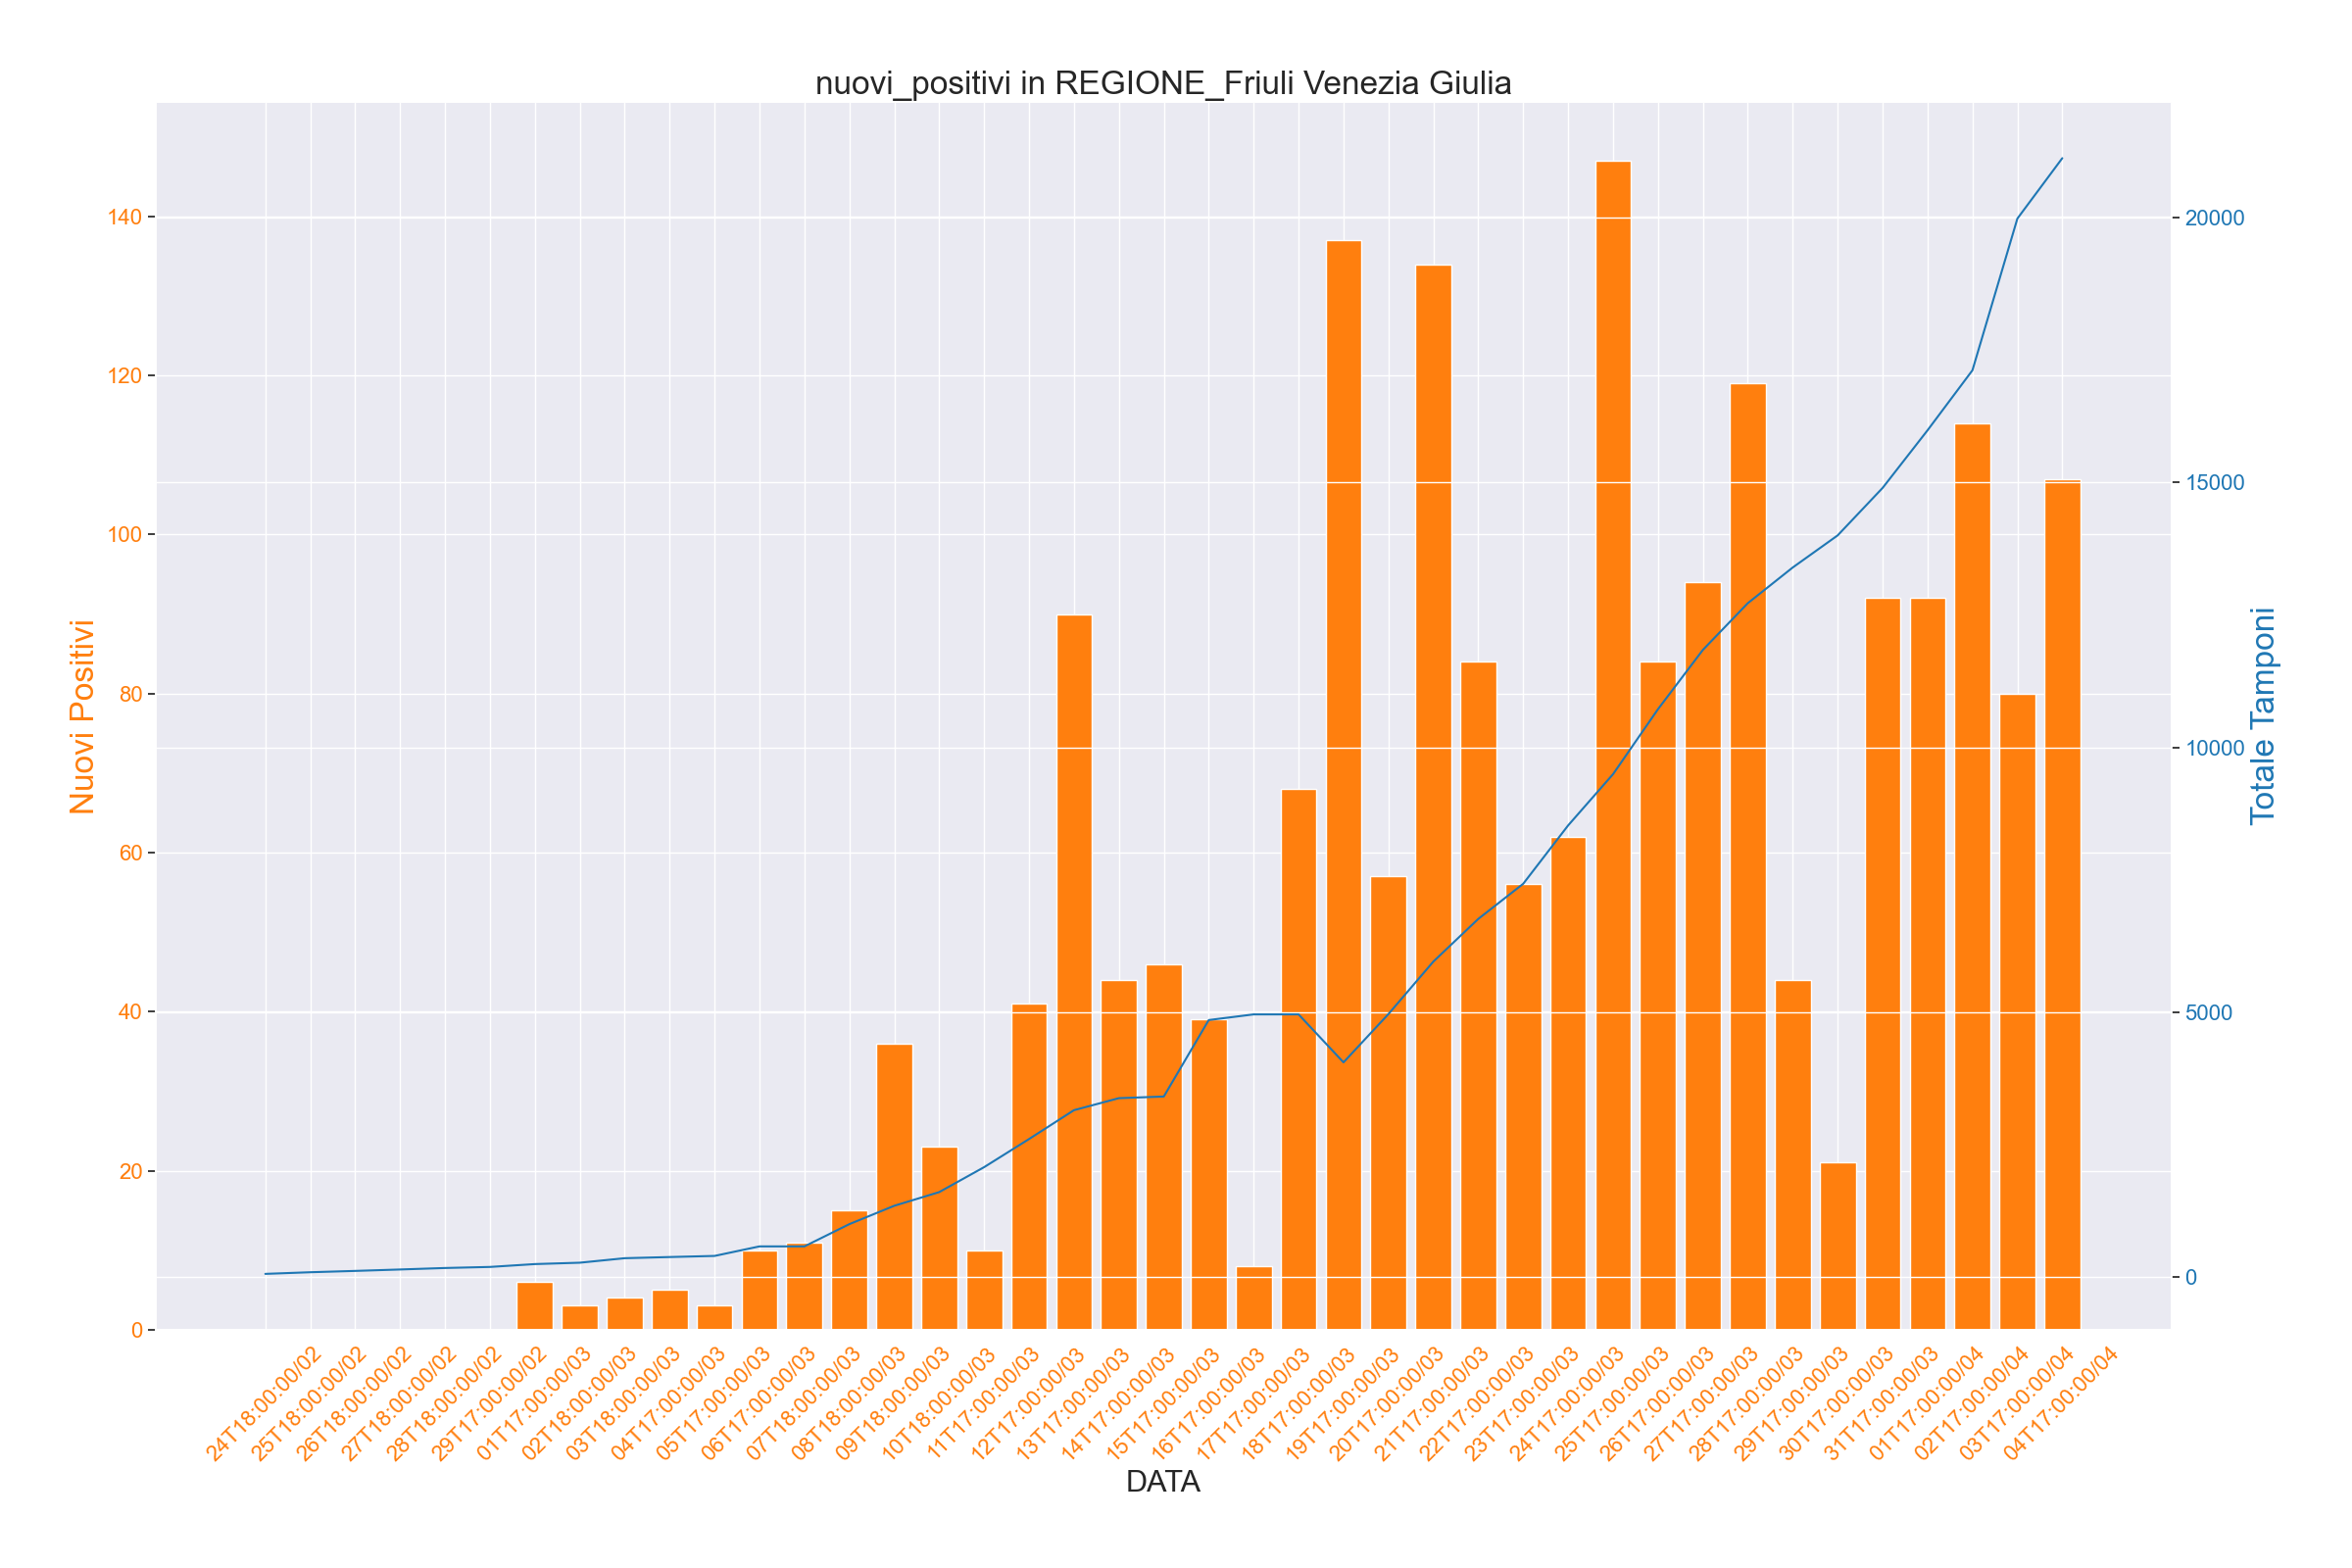 nuovi_positivi in REGIONE_Friuli Venezia Giulia
Nuovi Positivi
140
120
100
80
60
40
20
0
Totale Tamponi
20000
15000
10000
5000
0
24T18:00:00/02
25T18:00:00/02
26T18:00:00/02
27T18:00:00/02
28T18:00:00/02
29T17:00:00/02
01T17:00:00/03
02T18:00:00/03
03T18:00:00/03
04T17:00:00/03
05T17:00:00/03
06T17:00:00/03
07T18:00:00/03
08T18:00:00/03
09T18:00:00/03
10T18:00:00/03
11T17:00:00/03
12T17:00:00/03
13T17:00:00/03
14T17:00:00/03
15T17:00:00/03
16T17:00:00/03
17T17:00:00/03
18T17:00:00/03
19T17:00:00/03
20T17:00:00/03
21T17:00:00/03
22T17:00:00/03
23T17:00:00/03
24T17:00:00/03
25T17:00:00/03
26T17:00:00/03
27T17:00:00/03
28T17:00:00/03
29T17:00:00/03
30T17:00:00/03
31T17:00:00/03
01T17:00:00/04
02T17:00:00/04
03T17:00:00/04
04T17:00:00/04
DATA